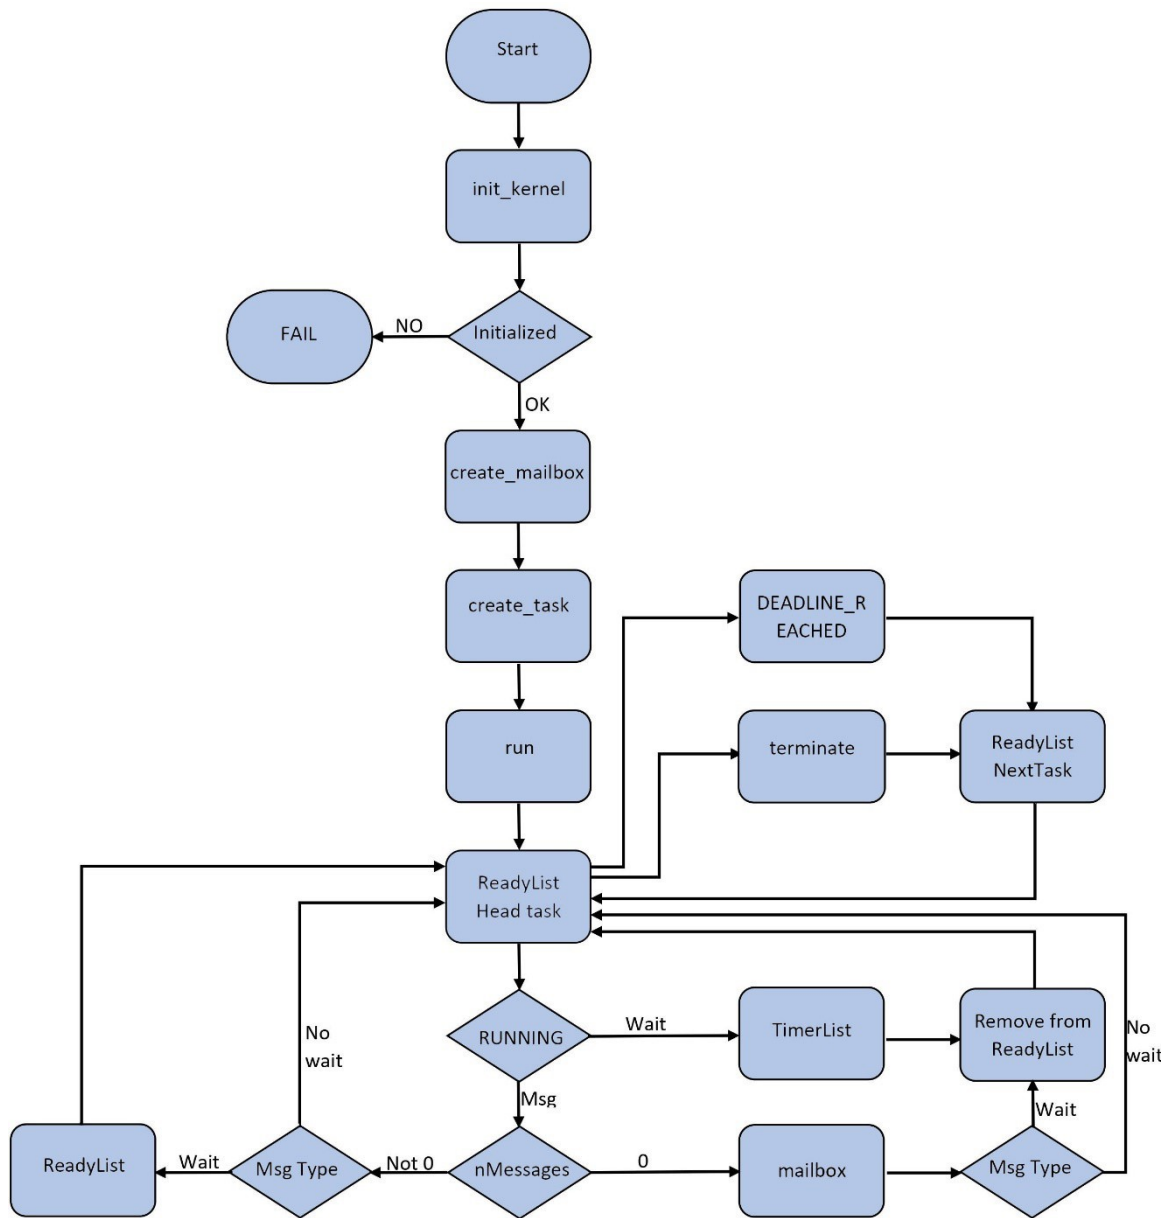 Start
init_kernel
Initialized
NO
FAIL
OK
create_mailbox
create_task
DEADLINE_R
EACHED
run
terminate
ReadyList
NextTask
ReadyList
Head task
RUNNING
Wait
TimerList
Remove from
ReadyList
No
wait
No
wait
Msg
Wait
ReadyList
Wait
Msg Type
Not 0
nMessages
0
mailbox
Msg Type